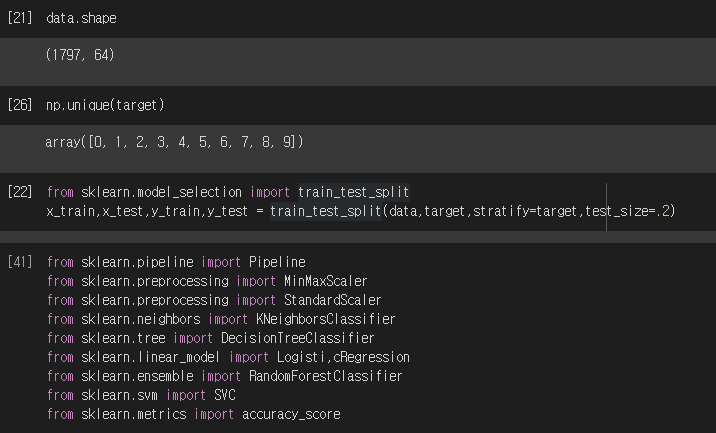 [21] data.shape
(1797, 64)
[26] np.unique(target)
array([0, 1, 2, 3, 4, 5, 6, 7, 8, 9])
[22] from sklearn.model_selection import train_test_split
x_train,x_test,y_train,y_test = train_test_split(data,target,stratify=target,test_size=.2)
[41] from sklearn.pipeline import Pipeline
from sklearn.preprocessing import MinMaxScaler
from sklearn.preprocessing import StandardScaler
from sklearn.neighbors import KNeighborsClassifier
from sklearn.tree import DecisionTreeClassifier
from sklearn.linear_model import Logisti,cRegression
from sklearn.ensemble import RandomForestClassifier
from sklearn.svm import SVC
from sklearn.metrics import accuracy_score